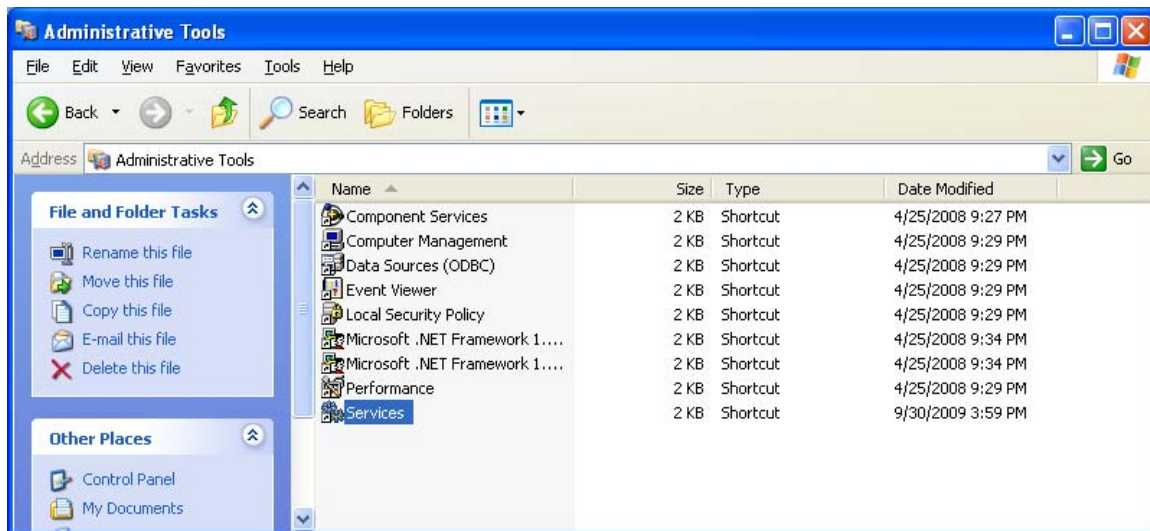 Administrative Tools
File Edit View Favorites Tools Help
Back Search Folders
Address Administrative Tools Go
File and Folder Tasks
Rename this file
Move this file
Copy this file
E-mail this file
Delete this file
Other Places
Control Panel
My Documents
Name Size Type Date Modified
Component Services 2 KB Shortcut 4/25/2008 9:27 PM
Computer Management 2 KB Shortcut 4/25/2008 9:29 PM
Data Sources (ODBC) 2 KB Shortcut 4/25/2008 9:29 PM
Event Viewer 2 KB Shortcut 4/25/2008 9:29 PM
Local Security Policy 2 KB Shortcut 4/25/2008 9:29 PM
Microsoft .NET Framework 1.... 2 KB Shortcut 4/25/2008 9:34 PM
Microsoft .NET Framework 1.... 2 KB Shortcut 4/25/2008 9:34 PM
Performance 2 KB Shortcut 4/25/2008 9:29 PM
Services 2 KB Shortcut 9/30/2009 3:59 PM